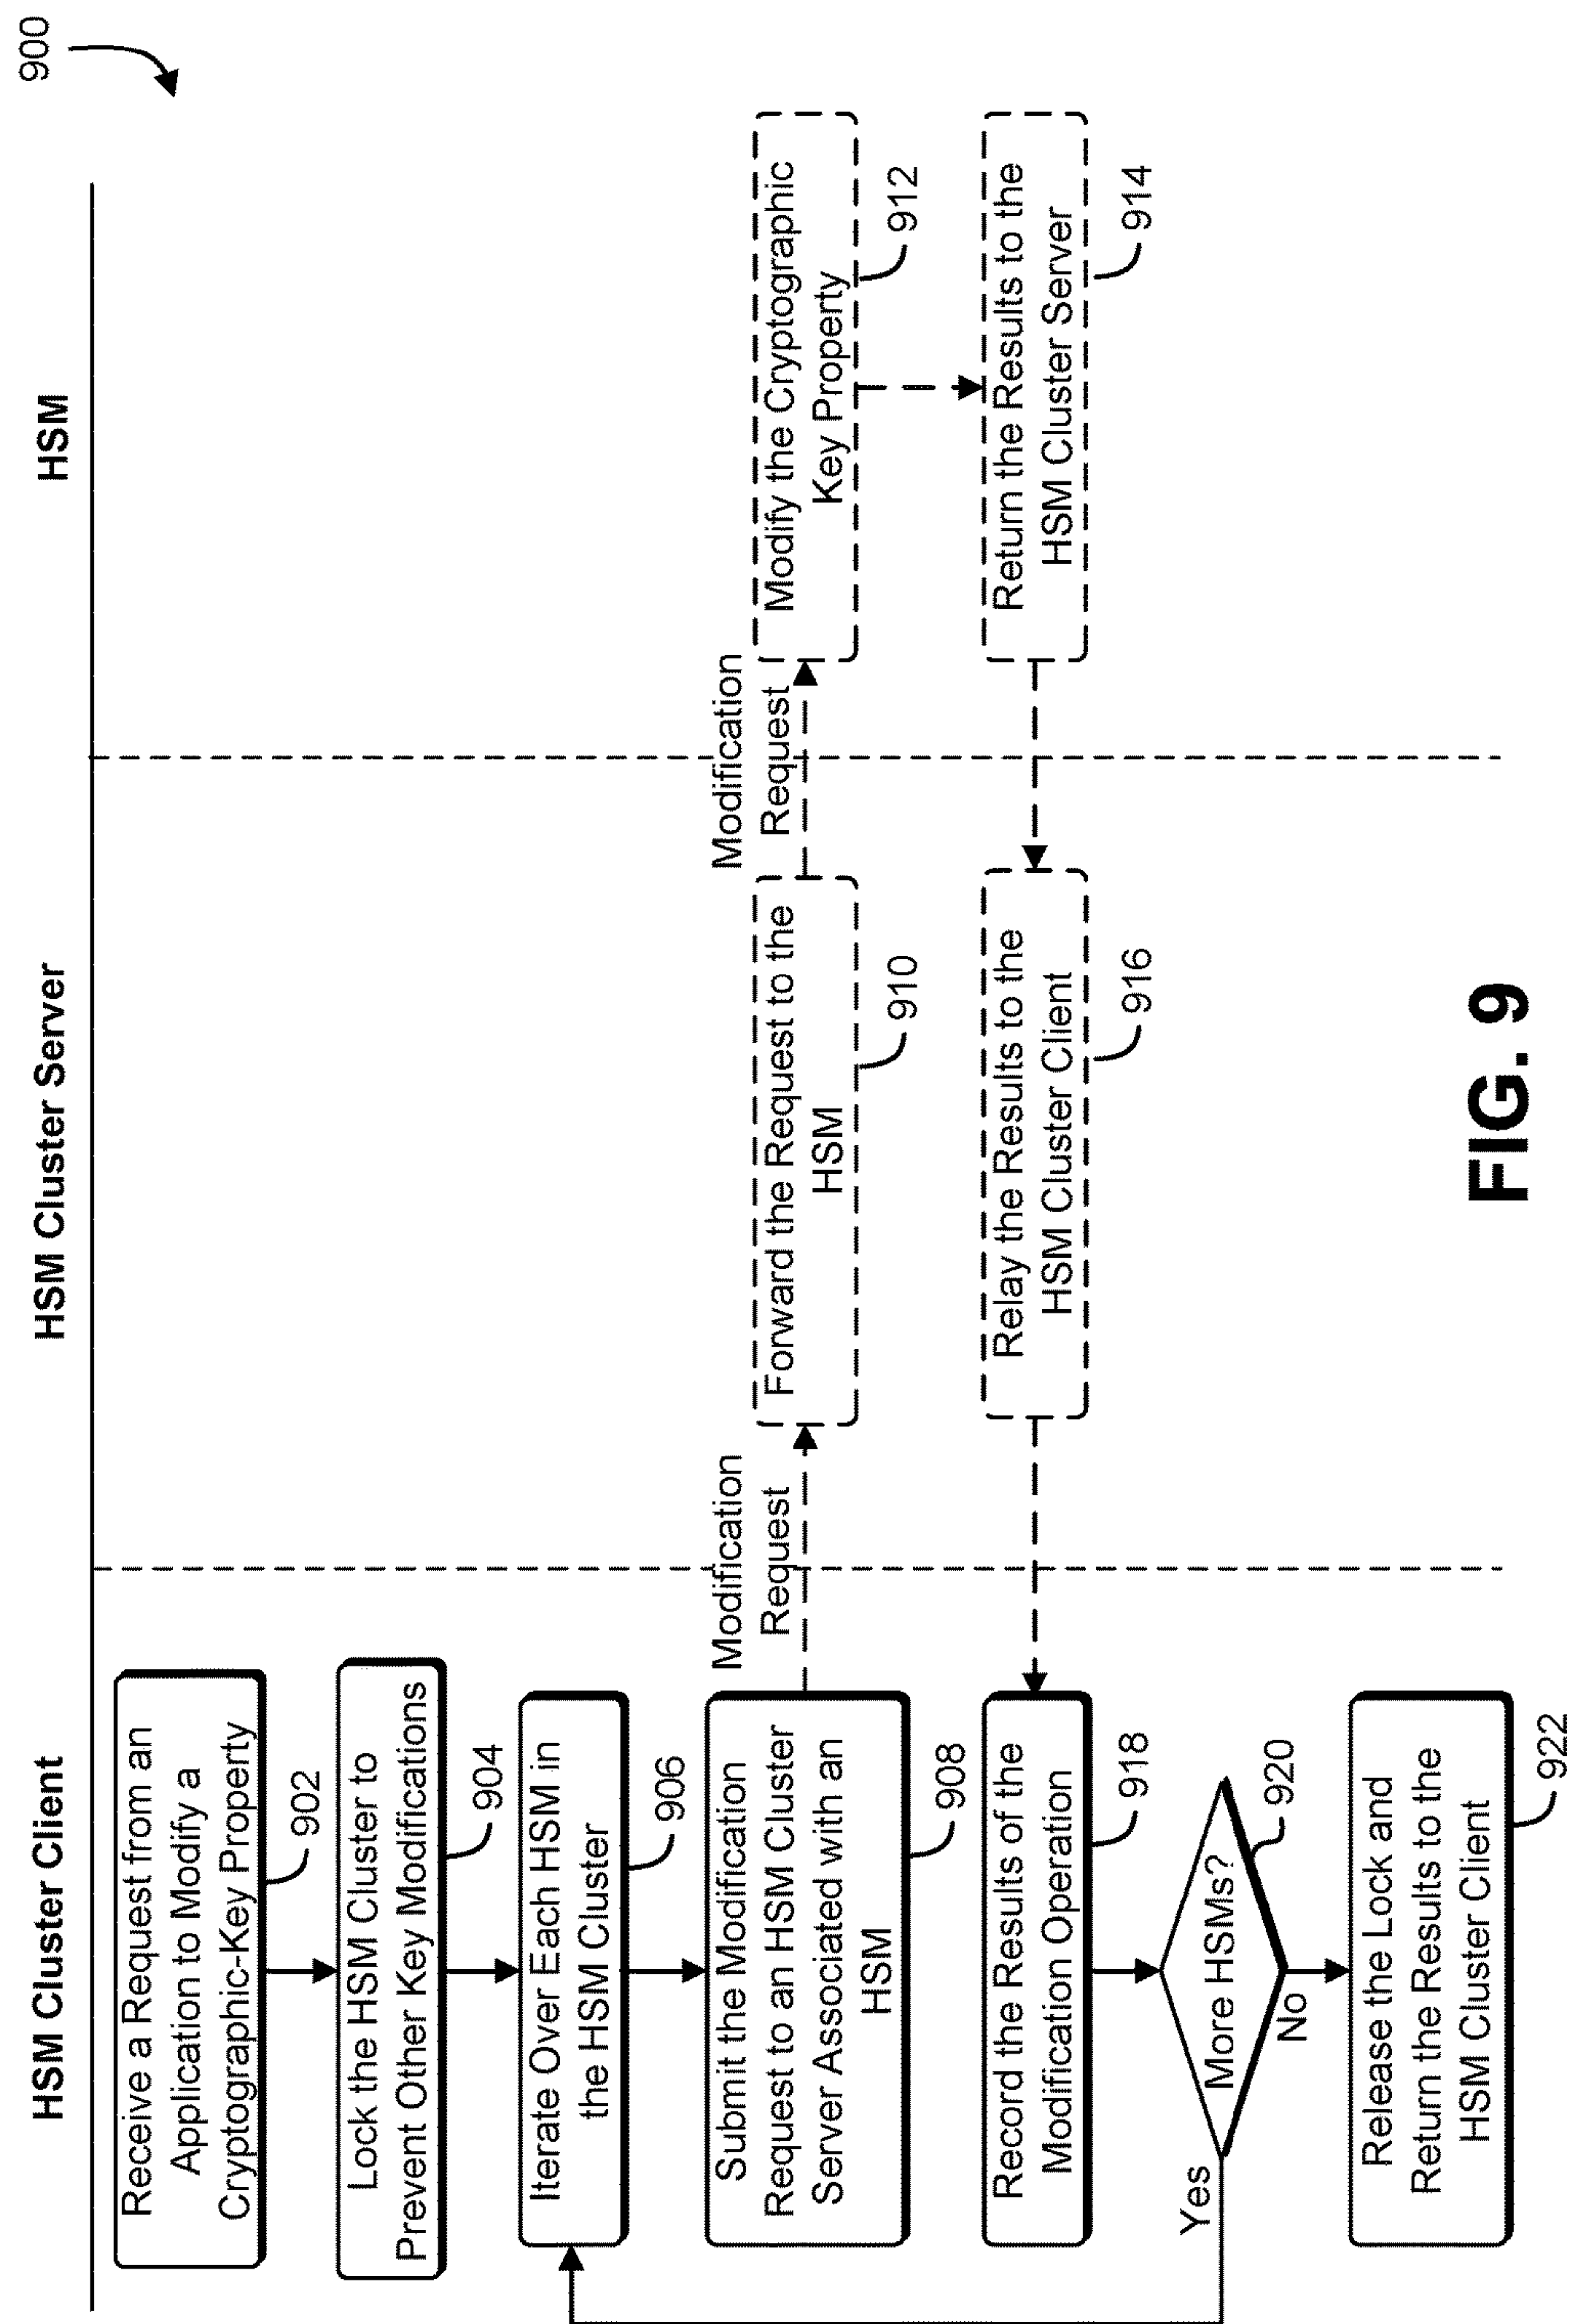 900
HSM Cluster Client
HSM Cluster Server
HSM
Receive a Request from an
Application to Modify a
Cryptographic-Key Property
902
Lock the HSM Cluster to
Prevent Other Key Modifications
904
Iterate Over Each HSM in
the HSM Cluster
906
Submit the Modification
Request to an HSM Cluster
Server Associated with an
HSM
908
Modification
Request
Forward the Request to the
HSM
910
Modification
Request
Modify the Cryptographic
Key Property
912
Return the Results to the
HSM Cluster Server
914
Relay the Results to the
HSM Cluster Client
916
Record the Results of the
Modification Operation
918
More HSMs?
920
Yes
No
Release the Lock and
Return the Results to the
HSM Cluster Client
922
FIG. 9